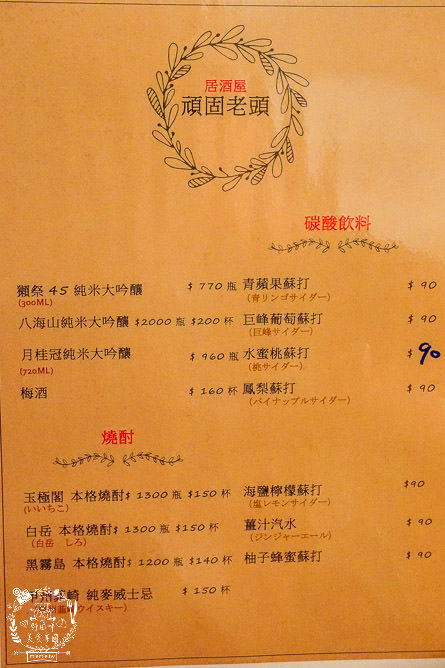 居酒屋
頑固老頭
碳酸飲料
獺祭 45 純米大吟釀 $ 770 瓶
(300ML)
八海山純米大吟釀 $2000 瓶 $200 杯
月桂冠純米大吟釀 $ 960 瓶
(720ML)
梅酒 $ 160 杯
青蘋果蘇打 $ 90
(青リンゴサイダー)
巨峰葡萄蘇打 $ 90
(巨峰サイダー)
水蜜桃蘇打 $ 90
(桃サイダー)
鳳梨蘇打 $ 90
(パイナップルサイダー)
燒酎
玉極閣 本格燒酎 $ 1300 瓶 $150 杯
(いいちこ)
白岳 本格燒酎 $ 1300 瓶 $150 杯
(白岳 しろ)
黑霧島 本格燒酎 $ 1200 瓶 $140 杯
韮崎 純麥威士忌 $ 150 杯
ウイスキー)
海鹽檸檬蘇打 $90
(塩レモンサイダー)
薑汁汽水 $ 90
(ジンジャーエール)
柚子蜂蜜蘇打 $ 90